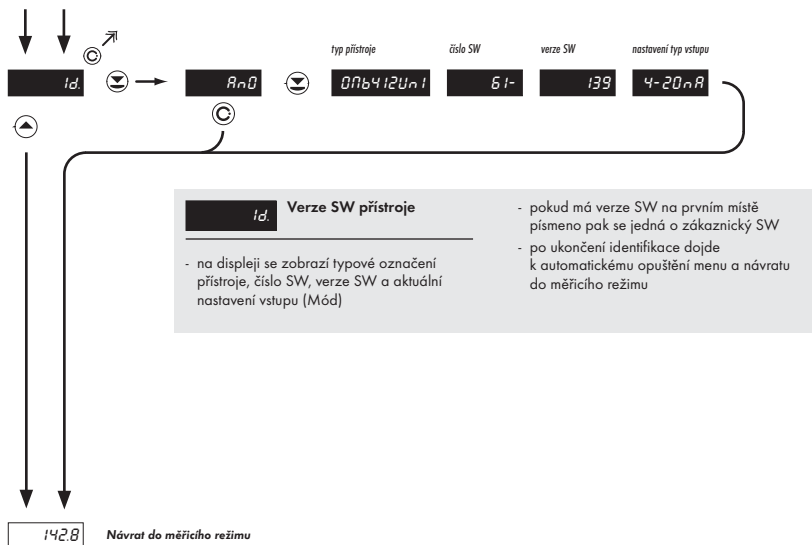 typ přístroje číslo SW verze SW nastavení typ vstupu
Id. AnO OMb412Uni 61- 139 4-20mA
Id. Verze SW přístroje
- na displeji se zobrazí typové označení
přístroje, číslo SW, verze SW a aktuální
nastavení vstupu (Mód)
- pokud má verze SW na prvním místě
písmeno pak se jedná o zákaznický SW
- po ukončení identifikace dojde
k automatickému opuštění menu a návratu
do měřicího režimu
142.8 Návrat do měřicího režimu